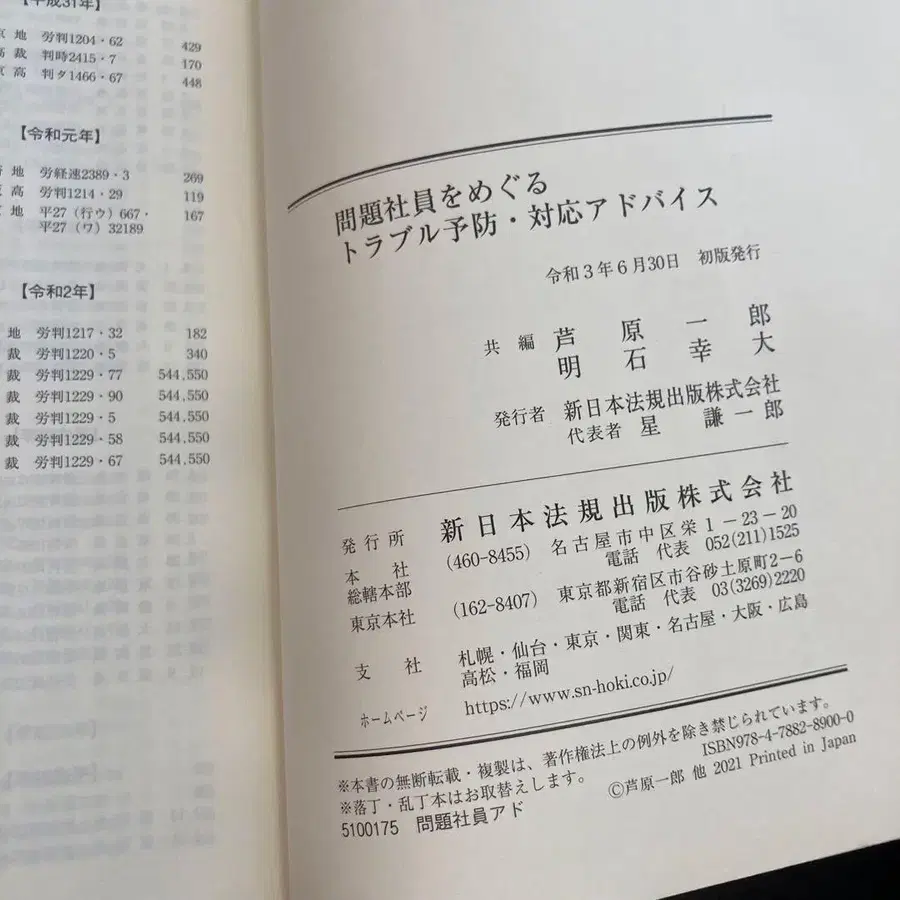 【平成31年】
地 労判1204・62 429
高裁 判時2415・7 170
高 判タ1466・67 448
【令和元年】
地 労経速2389・3 269
高 労判1214・29 119
地 平27（行ウ）667・ 167
平27（ワ）32189
【令和2年】
地 労判1217・32 182
裁 労判1220・5 340
裁 労判1229・77 544,550
裁 労判1229・90 544,550
裁 労判1229・5 544,550
裁 労判1229・58 544,550
裁 労判1229・67 544,550
問題社員をめぐる
トラブル予防・対応アドバイス
令和3年6月30日 初版発行
共編 芦原一郎
明石幸大
発行者 新日本法規出版株式会社
代表者 星謙一郎
発行所 新日本法規出版株式会社
本社 (460-8455) 名古屋市中区栄1－23－20
総轄本部 電話 代表 052(211)1525
東京本社 (162-8407) 東京都新宿区市谷砂土原町2－6
電話 代表 03(3269)2220
支社 札幌・仙台・東京・関東・名古屋・大阪・広島
高松・福岡
ホームページ https://www.sn-hoki.co.jp/
※本書の無断転載・複製は、著作権法上の例外を除き禁じられています。
※落丁・乱丁本はお取替えします。 ISBN978-4-7882-8900-0
5100175 問題社員アド ©芦原一郎 他 2021 Printed in Japan